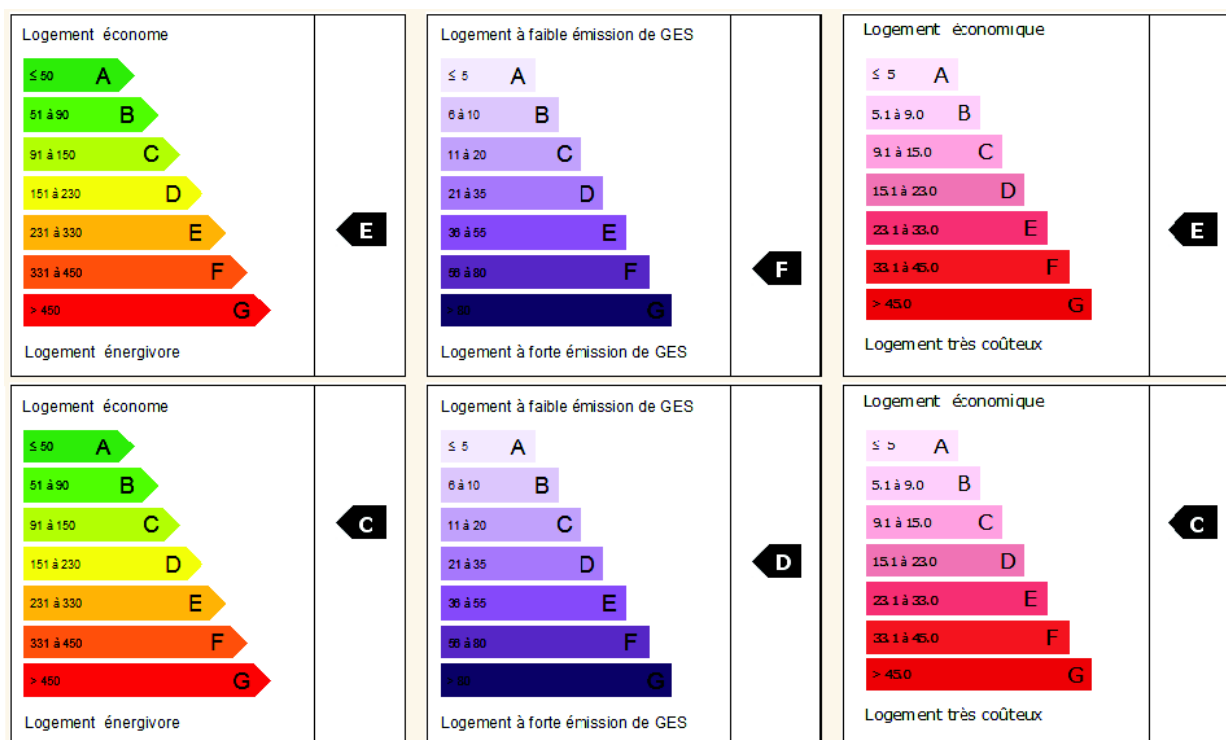 Logement économe
≤ 50 A
51 à 90 B
91 à 150 C
151 à 230 D
231 à 330 E
E
331 à 450 F
> 450 G
Logement énergivore
Logement à faible émission de GES
≤ 5 A
6 à 10 B
11 à 20 C
21 à 35 D
36 à 55 E
56 à 80 F
F
> 80 G
Logement à forte émission de GES
Logement économique
≤ 5 A
5.1 à 9.0 B
9.1 à 15.0 C
15.1 à 23.0 D
23.1 à 33.0 E
E
33.1 à 45.0 F
> 45.0 G
Logement très coûteux
Logement économe
≤ 50 A
51 à 90 B
91 à 150 C
C
151 à 230 D
231 à 330 E
331 à 450 F
> 450 G
Logement énergivore
Logement à faible émission de GES
≤ 5 A
6 à 10 B
11 à 20 C
21 à 35 D
D
36 à 55 E
56 à 80 F
> 80 G
Logement à forte émission de GES
Logement économique
≤ 5 A
5.1 à 9.0 B
9.1 à 15.0 C
C
15.1 à 23.0 D
23.1 à 33.0 E
33.1 à 45.0 F
> 45.0 G
Logement très coûteux